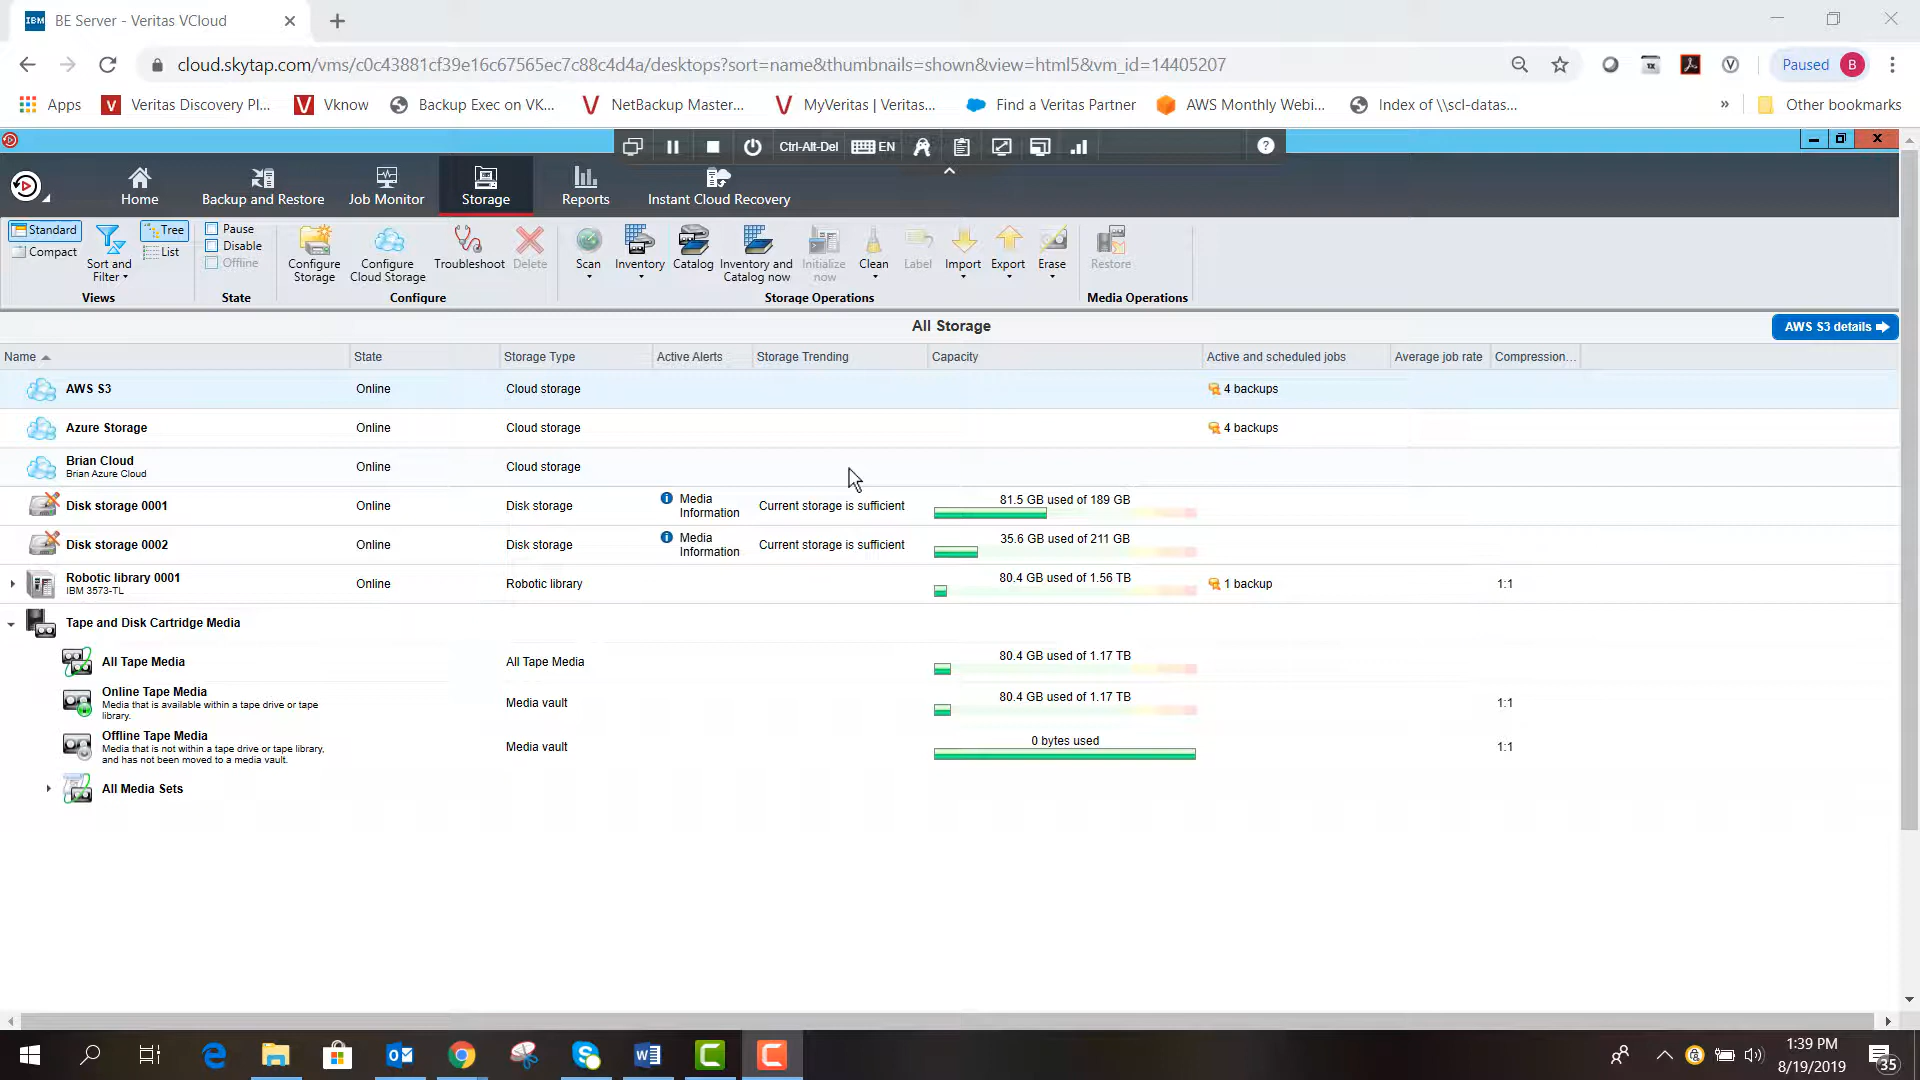 IBM BE Server - Veritas VCloud
cloud.skytap.com/vms/c0c43881cf39e16c67565ec7c88c4d4a/desktops?sort=name&thumbnails=shown&view=html5&vm_id=14405207
Paused B
Apps Veritas Discovery Pl... Vknow Backup Exec on VK... NetBackup Master... MyVeritas | Veritas... Find a Veritas Partner AWS Monthly Webi... Index of \\scl-datas... » Other bookmarks
Ctrl-Alt-Del EN
Home Backup and Restore Job Monitor Storage Reports Instant Cloud Recovery
Standard Tree Pause
Compact List Disable
Offline
Sort and Filter
Configure Storage
Configure Cloud Storage
Troubleshoot Delete
Scan Inventory Catalog
Inventory and Catalog now
Initialize now
Clean Label Import Export Erase Restore
Views State Configure Storage Operations Media Operations
All Storage AWS S3 details
Name State Storage Type Active Alerts Storage Trending Capacity Active and scheduled jobs Average job rate Compression...
AWS S3 Online Cloud storage 4 backups
Azure Storage Online Cloud storage 4 backups
Brian Cloud Online Cloud storage
Brian Azure Cloud
Disk storage 0001 Online Disk storage Media Information Current storage is sufficient 81.5 GB used of 189 GB
Disk storage 0002 Online Disk storage Media Information Current storage is sufficient 35.6 GB used of 211 GB
Robotic library 0001 Online Robotic library 80.4 GB used of 1.56 TB 1 backup 1:1
IBM 3573-TL
Tape and Disk Cartridge Media
All Tape Media All Tape Media 80.4 GB used of 1.17 TB
Online Tape Media Media vault 80.4 GB used of 1.17 TB 1:1
Media that is available within a tape drive or tape
library.
Offline Tape Media Media vault 0 bytes used 1:1
Media that is not within a tape drive or tape library,
and has not been moved to a media vault.
All Media Sets
1:39 PM
8/19/2019
35